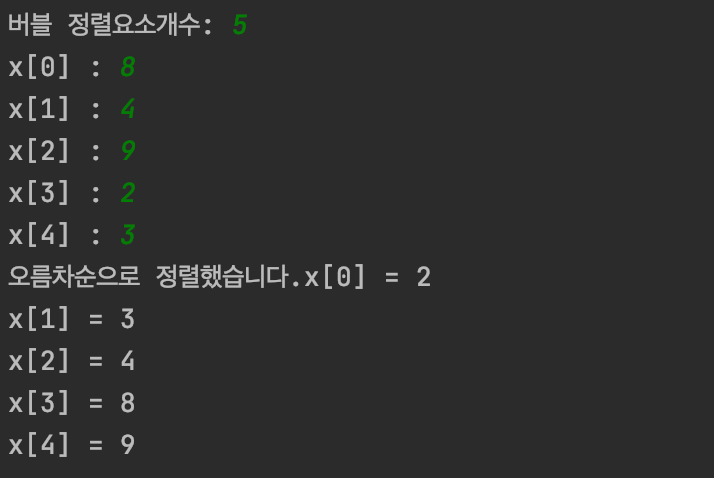 버블 정렬요소개수: 5
x[0] : 8
x[1] : 4
x[2] : 9
x[3] : 2
x[4] : 3
오름차순으로 정렬했습니다.x[0] = 2
x[1] = 3
x[2] = 4
x[3] = 8
x[4] = 9